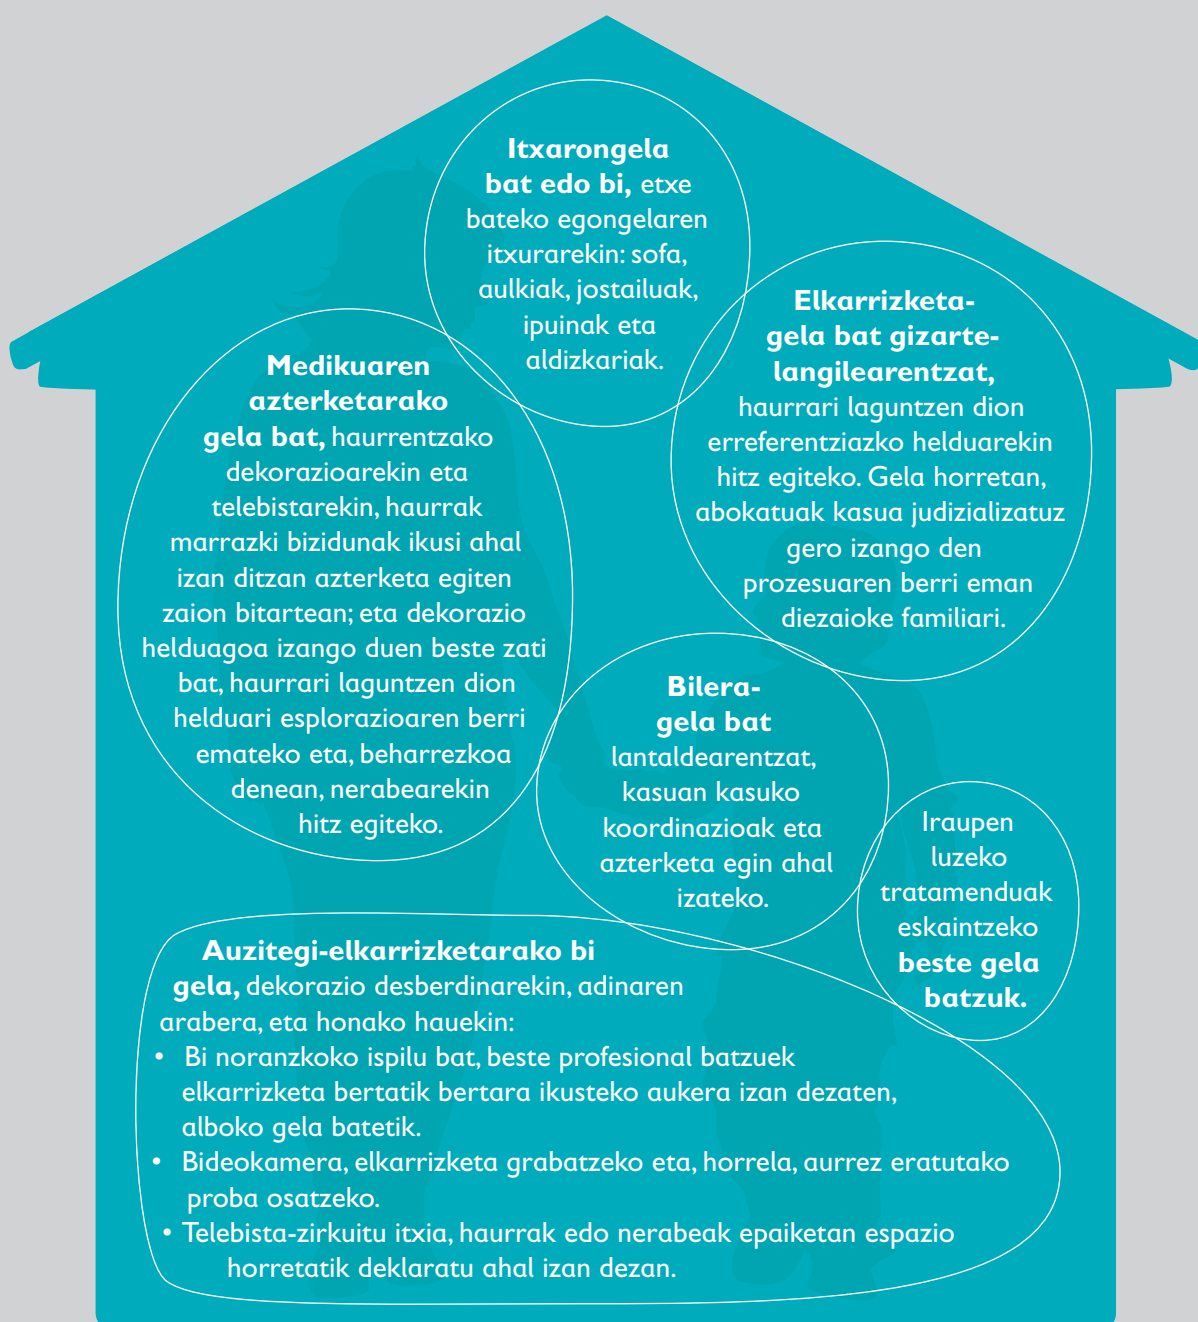 Itxarongela
bat edo bi, etxe
bateko egongelaren
itxurarekin: sofa,
aulkiak, jostailuak,
ipuinak eta
aldizkariak.
Elkarrizketa-
gela bat gizarte-
langilearentzat,
haurrari laguntzen dion
erreferentziazko helduarekin
hitz egiteko. Gela horretan,
abokatuak kasua judizializatuz
gero izango den
prozesuaren berri eman
diezaioke familiari.
Medikuaren
azterketarako
gela bat, haurrentzako
dekorazioarekin eta
telebistarekin, haurrak
marrazki bizidunak ikusi ahal
izan ditzan azterketa egiten
zaion bitartean; eta dekorazio
helduagoa izango duen beste zati
bat, haurrari laguntzen dion
helduari esplorazioaren berri
emateko eta, beharrezkoa
denean, nerabearekin
hitz egiteko.
Bilera-
gela bat
lantaldearentzat,
kasuan kasuko
koordinazioak eta
azterketa egin ahal
izateko.
Iraupen
luzeko
tratamenduak
eskaintzeko
beste gela
batzuk.
Auzitegi-elkarrizketarako bi
gela, dekorazio desberdinarekin, adinaren
arabera, eta honako hauekin:
• Bi noranzkoko ispilu bat, beste profesional batzuek
elkarrizketa bertatik bertara ikusteko aukera izan dezaten,
alboko gela batetik.
• Bideokamera, elkarrizketa grabatzeko eta, horrela, aurrez eratutako
proba osatzeko.
• Telebista-zirkuitu itxia, haurrak edo nerabeak epaiketan espazio
horretatik deklaratu ahal izan dezan.